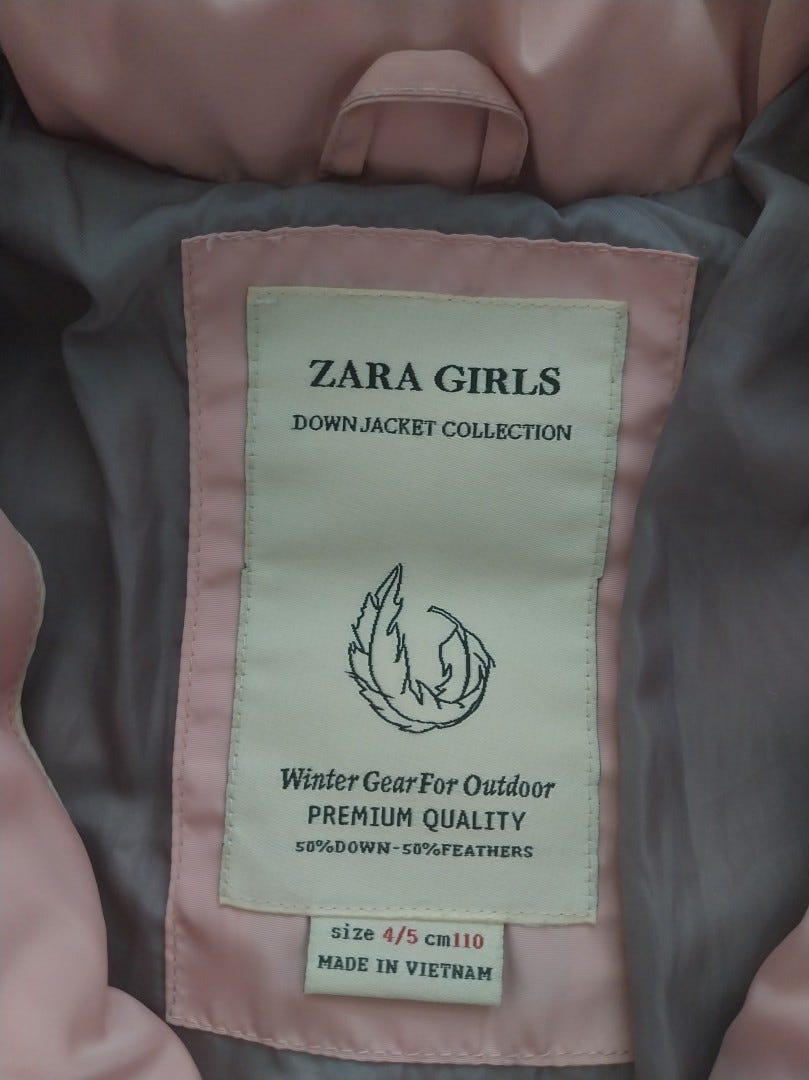 ZARA GIRLS
DOWN JACKET COLLECTION
Winter Gear For Outdoor
PREMIUM QUALITY
50%DOWN-50%FEATHERS
size 4/5 cm110
MADE IN VIETNAM